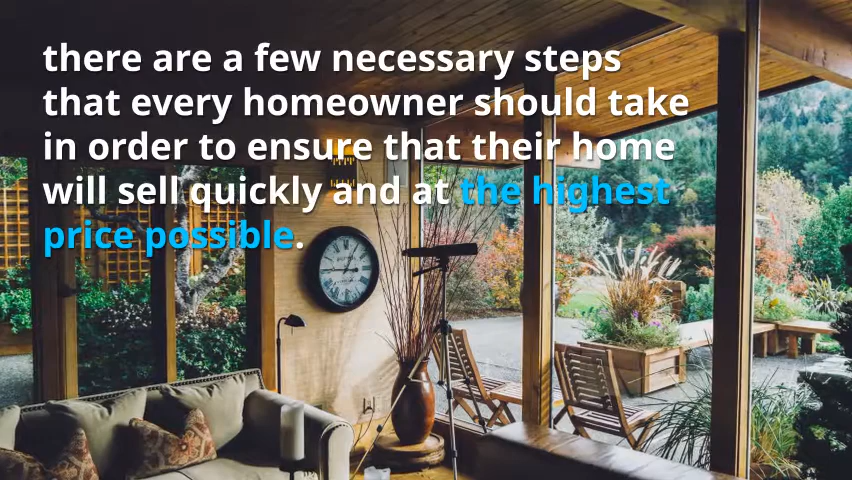 there are a few necessary steps
that every homeowner should take
in order to ensure that their home
will sell quickly and at the highest
price possible.